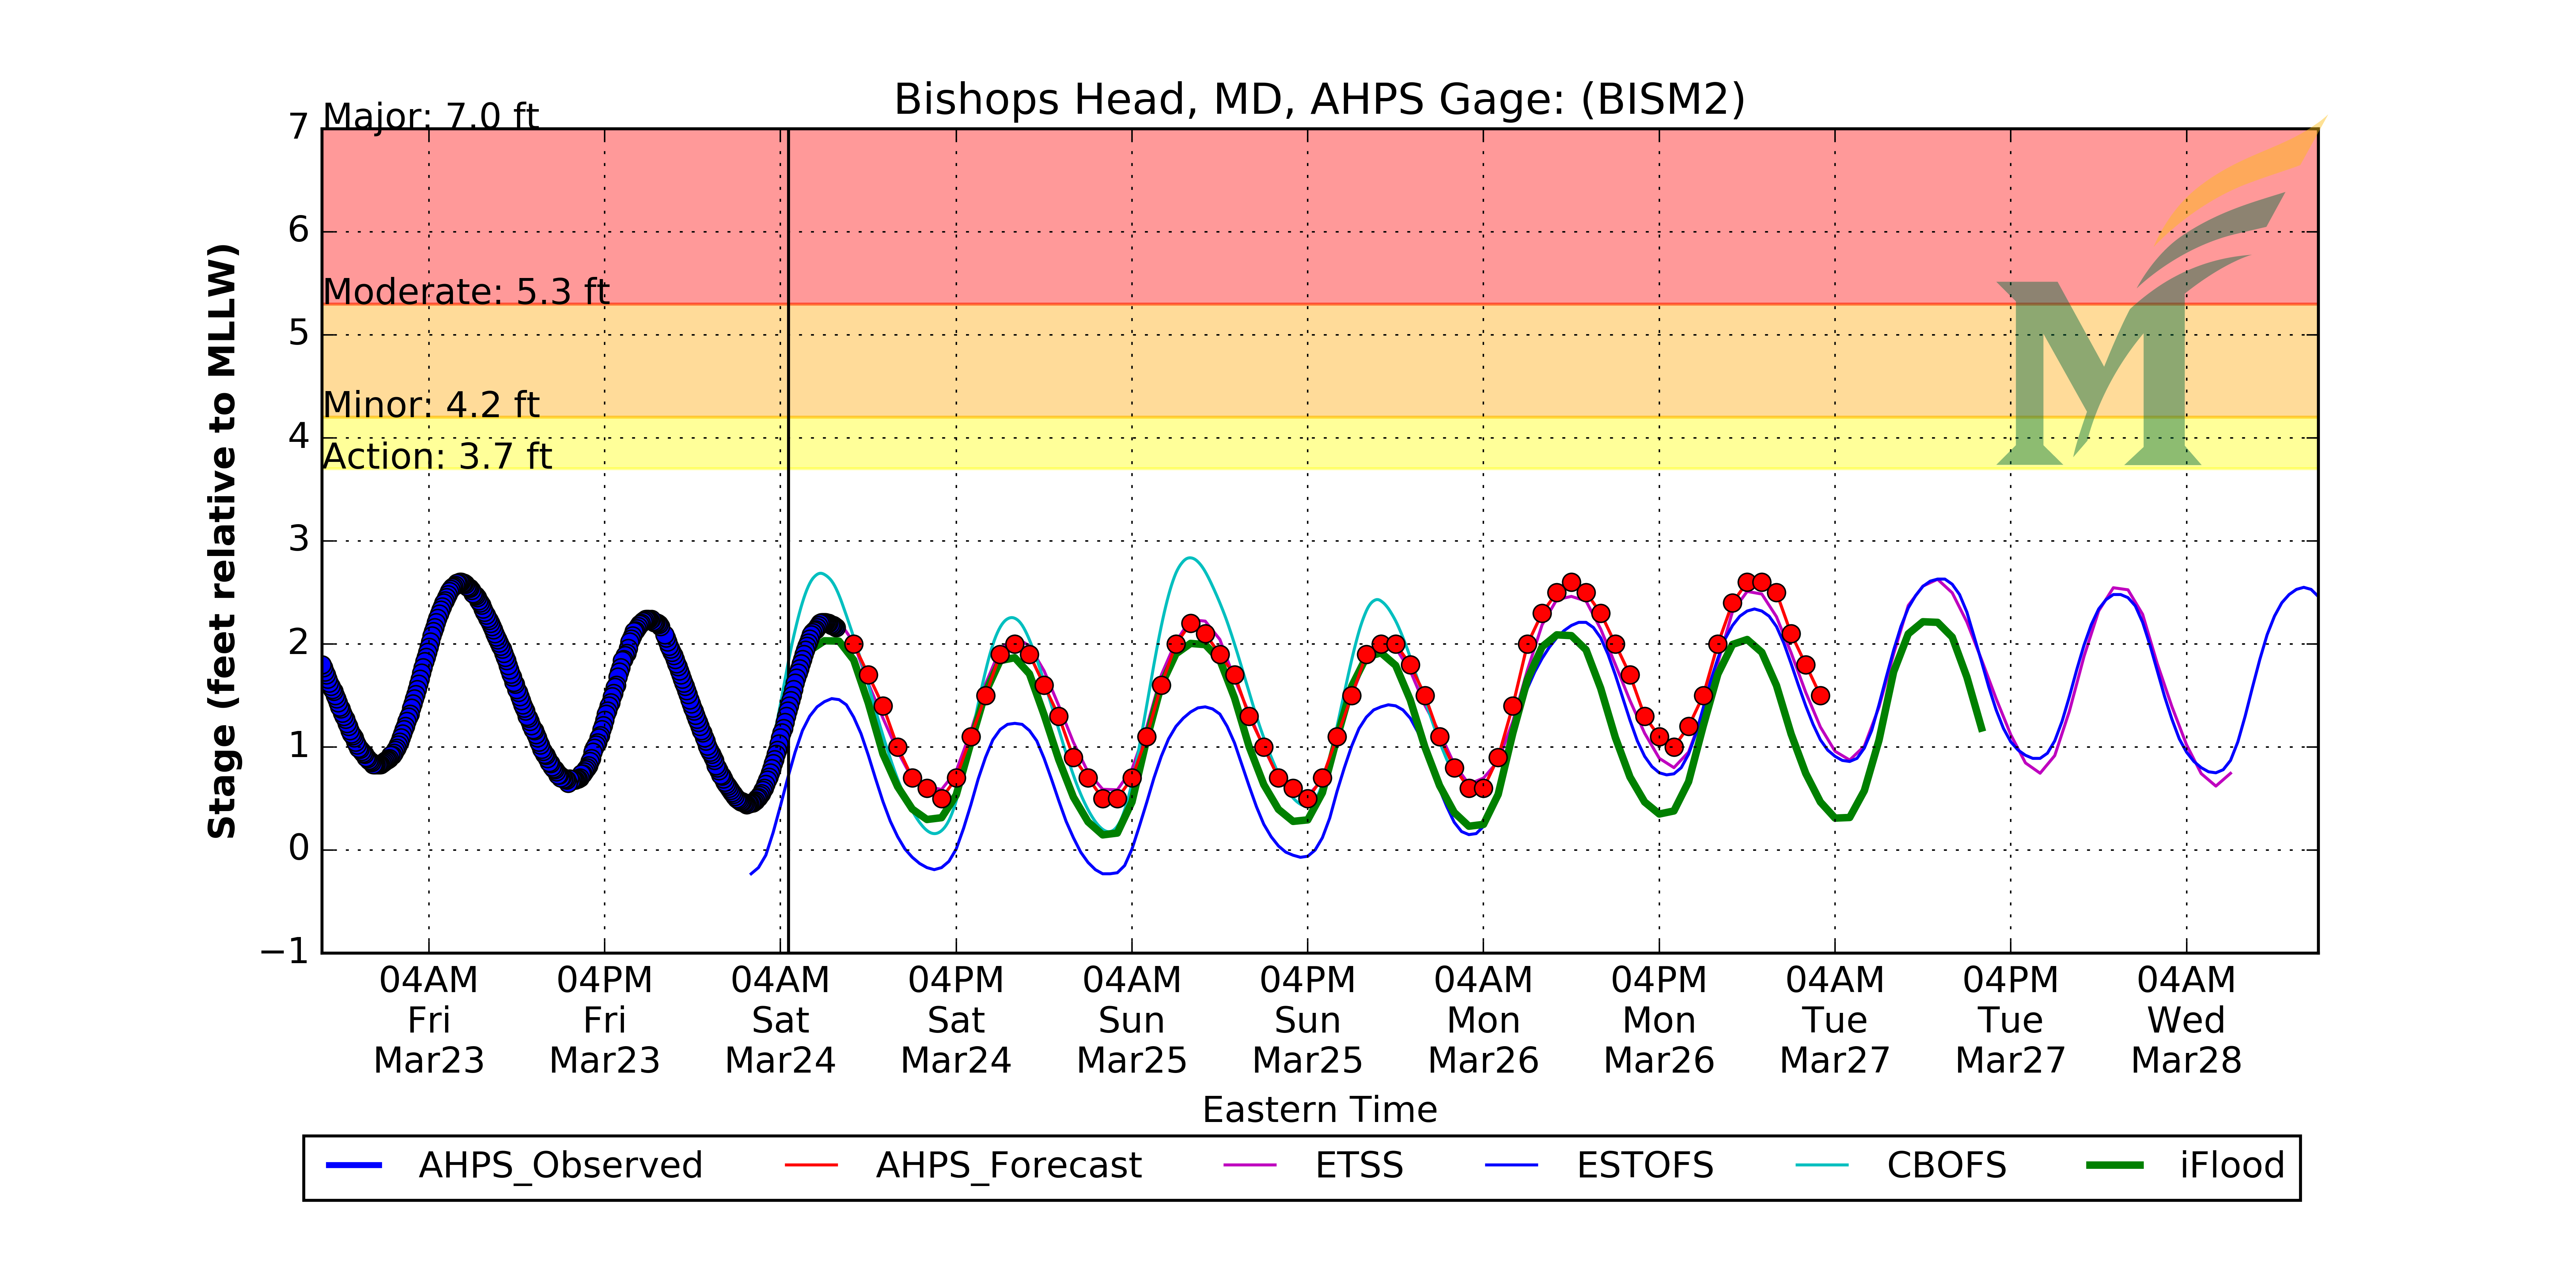 Bishops Head, MD, AHPS Gage: (BISM2)
Major: 7.0 ft
Moderate: 5.3 ft
Minor: 4.2 ft
Action: 3.7 ft
Stage (feet relative to MLLW)
7
6
5
4
3
2
1
0
−1
04AM 04PM 04AM 04PM 04AM 04PM 04AM 04PM 04AM 04PM 04AM
Fri Fri Sat Sat Sun Sun Mon Mon Tue Tue Wed
Mar23 Mar23 Mar24 Mar24 Mar25 Mar25 Mar26 Mar26 Mar27 Mar27 Mar28
Eastern Time
AHPS_Observed AHPS_Forecast ETSS ESTOFS CBOFS iFlood
M